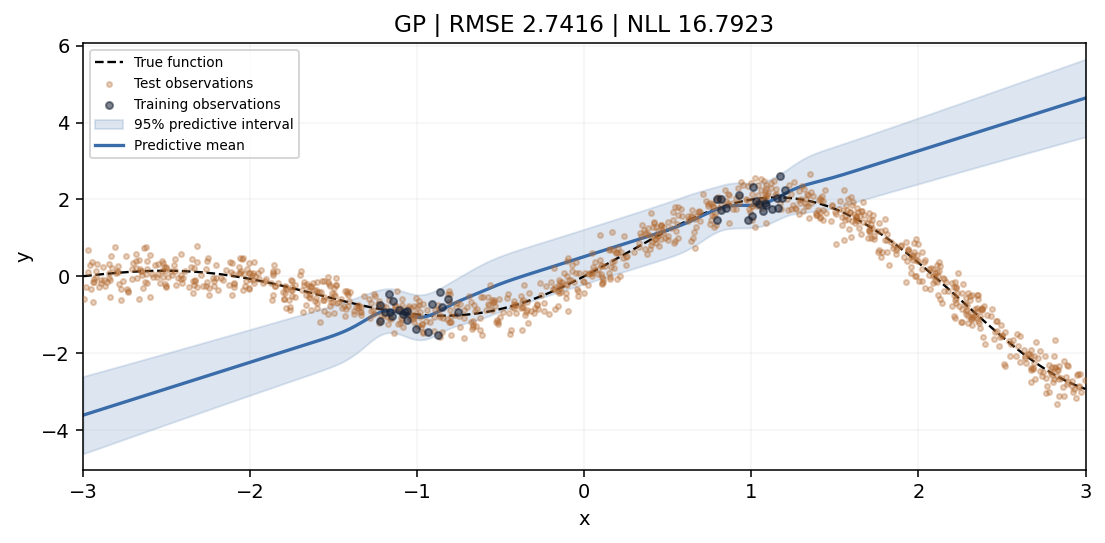 GP | RMSE 2.7416 | NLL 16.7923
True function
Test observations
Training observations
95% predictive interval
Predictive mean
y
6
4
2
0
−2
−4
−3 −2 −1 0 1 2 3
x